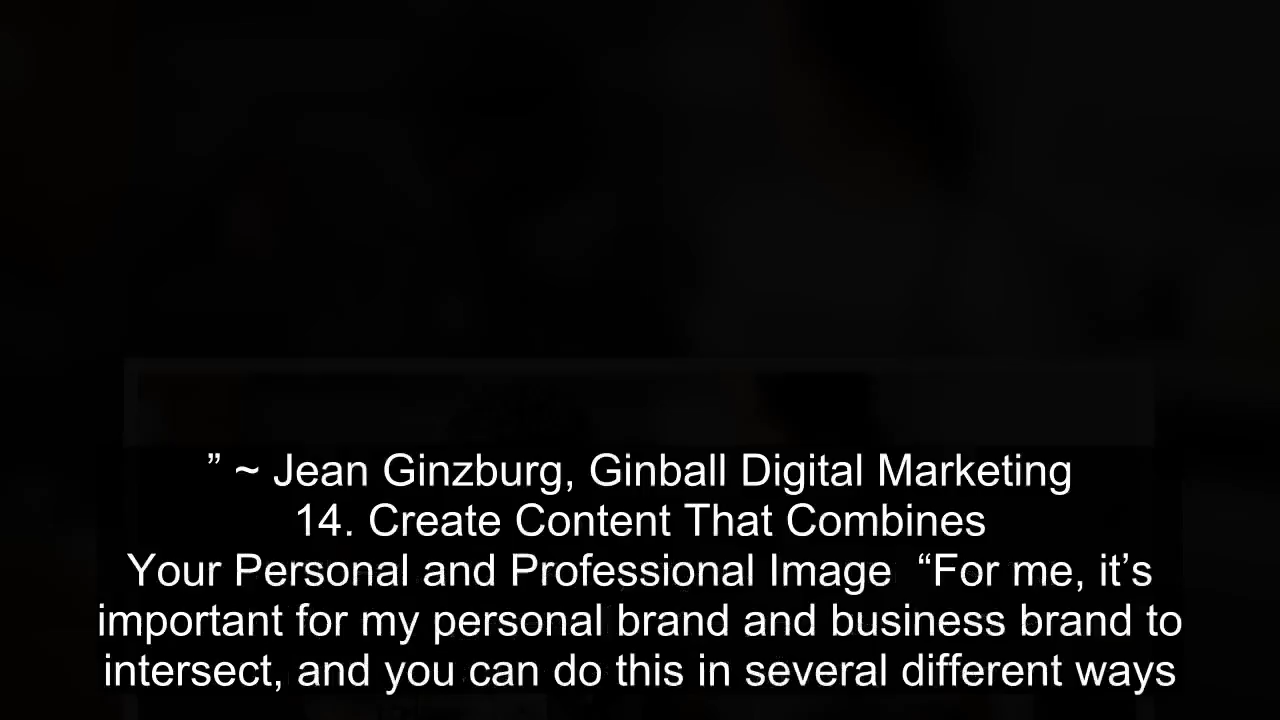 ” ~ Jean Ginzburg, Ginball Digital Marketing
14. Create Content That Combines
Your Personal and Professional Image  “For me, it’s
important for my personal brand and business brand to
intersect, and you can do this in several different ways